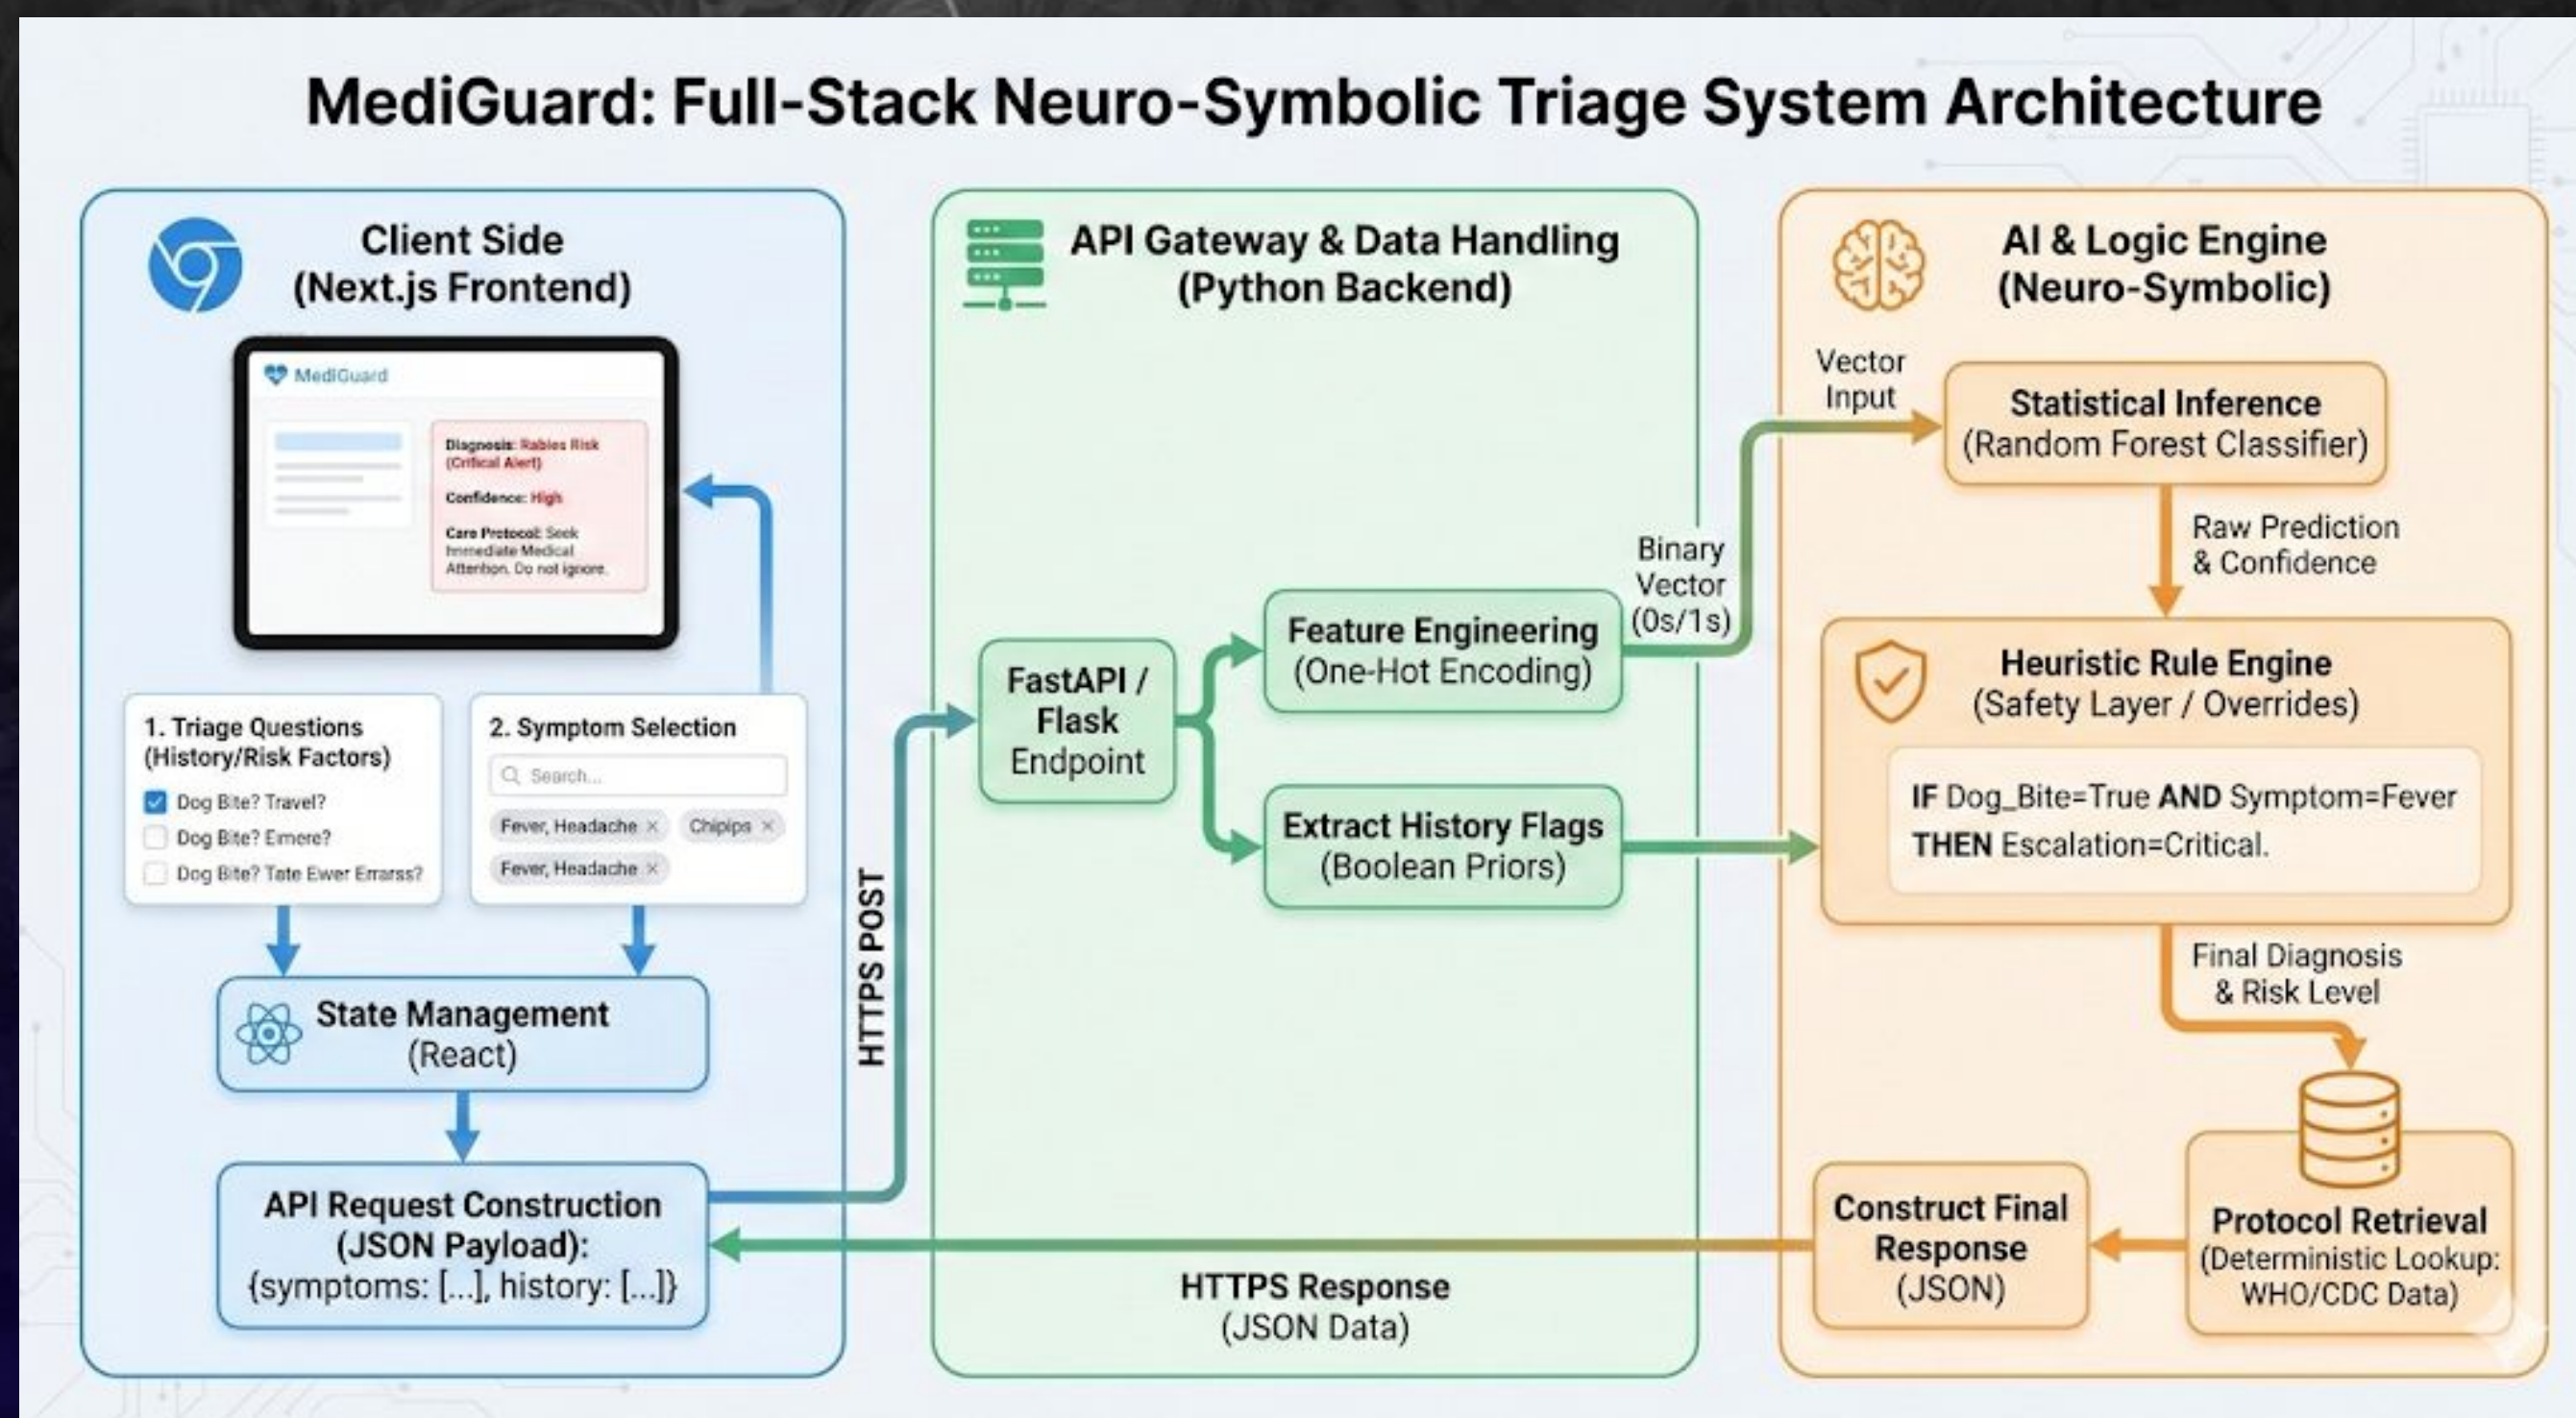 MediGuard: Full-Stack Neuro-Symbolic Triage System Architecture
Client Side
(Next.js Frontend)
MediGuard
Diagnosis: Rabies Risk
(Critical Alert)
Confidence: High
Care Protocol: Seek
Immediate Medical
Attention. Do not ignore.
1. Triage Questions
(History/Risk Factors)
Dog Bite? Travel?
Dog Bite? Eimere?
Dog Bite? Tate Ewer Errarss?
2. Symptom Selection
Search...
Fever, Headache ×
Chipips ×
Fever, Headache ×
State Management
(React)
API Request Construction
(JSON Payload):
{symptoms: [...], history: [...]}
HTTPS POST
API Gateway & Data Handling
(Python Backend)
FastAPI /
Flask
Endpoint
Feature Engineering
(One-Hot Encoding)
Extract History Flags
(Boolean Priors)
Binary
Vector
(0s/1s)
HTTPS Response
(JSON Data)
AI & Logic Engine
(Neuro-Symbolic)
Vector
Input
Statistical Inference
(Random Forest Classifier)
Raw Prediction
& Confidence
Heuristic Rule Engine
(Safety Layer / Overrides)
IF Dog_Bite=True AND Symptom=Fever
THEN Escalation=Critical.
Final Diagnosis
& Risk Level
Protocol Retrieval
(Deterministic Lookup:
WHO/CDC Data)
Construct Final
Response
(JSON)